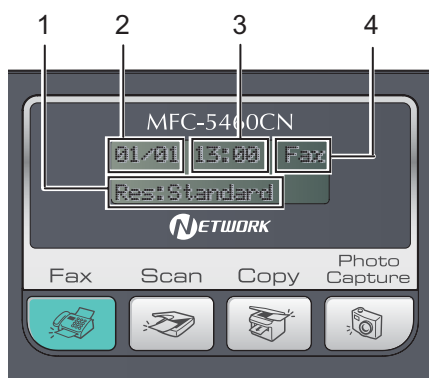 1 2 3 4
MFC-5460CN
01/01 13:00 Fax
Res:Standard
NETWORK
Fax Scan Copy Photo Capture